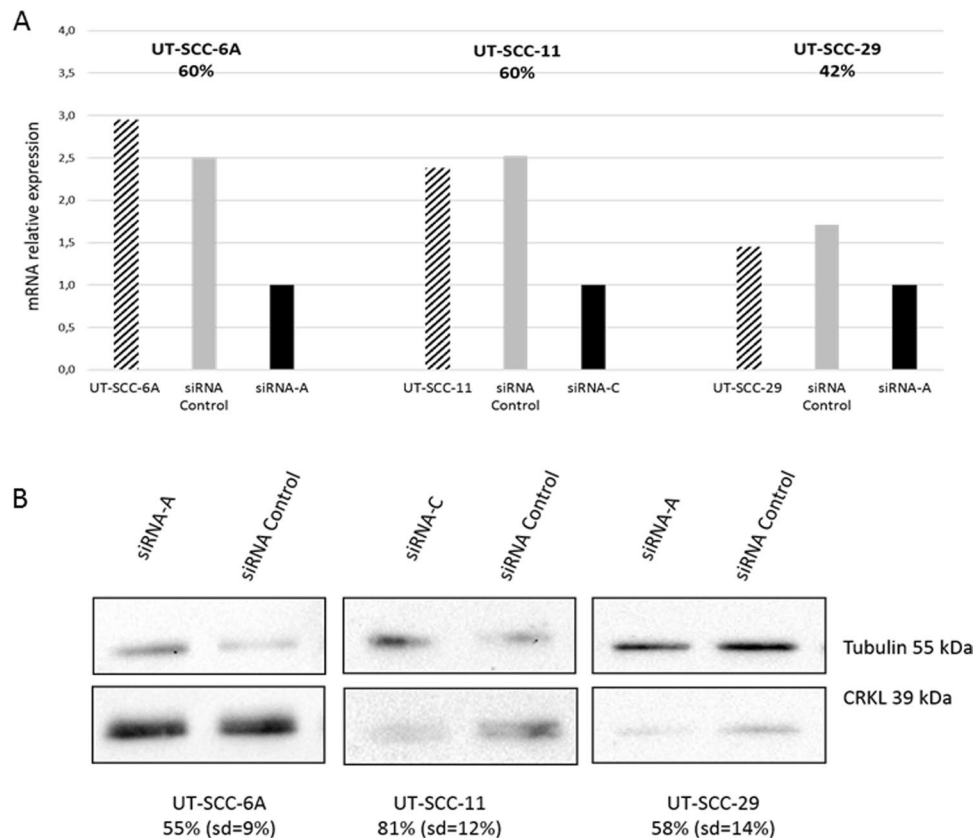 A
4,0
UT-SCC-6A UT-SCC-11 UT-SCC-29
60% 60% 42%
3,5
3,0
2,5
2,0
1,5
1,0
0,5
0,0
mRNA relative expression
UT-SCC-6A siRNA Control siRNA-A UT-SCC-11 siRNA Control siRNA-C UT-SCC-29 siRNA Control siRNA-A
B
siRNA-A siRNA Control siRNA-C siRNA Control siRNA-A siRNA Control
Tubulin 55 kDa
CRKL 39 kDa
UT-SCC-6A UT-SCC-11 UT-SCC-29
55% (sd=9%) 81% (sd=12%) 58% (sd=14%)